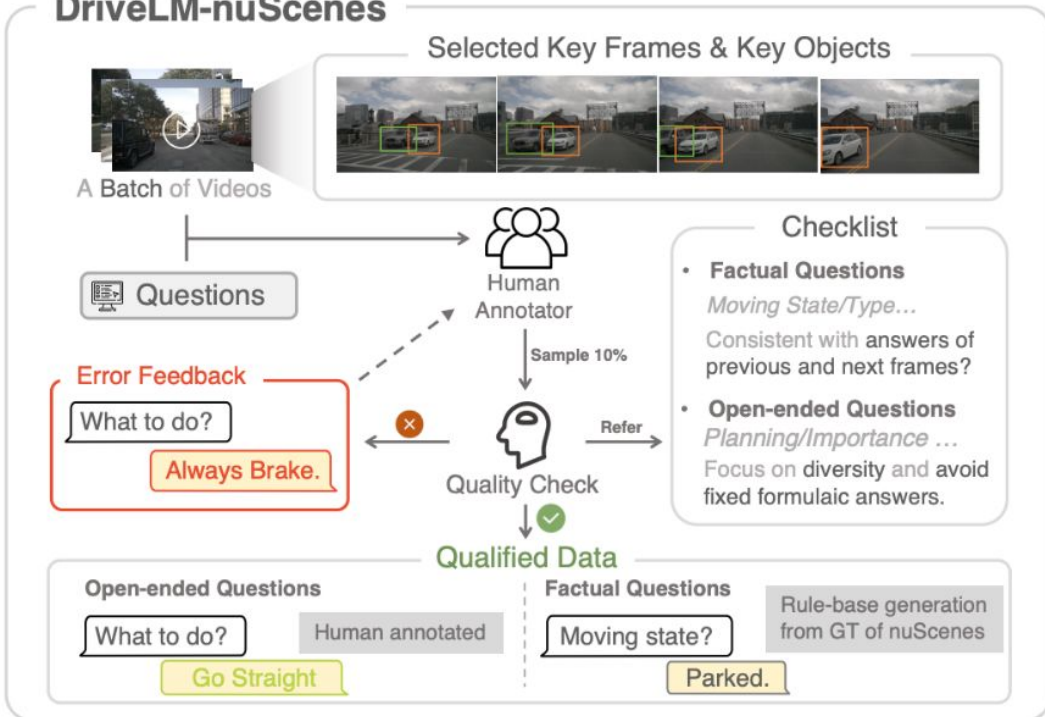 DriveLM-nuScenes
Selected Key Frames & Key Objects
A Batch of Videos
Questions
Human
Annotator
Sample 10%
Checklist
• Factual Questions
Moving State/Type...
Consistent with answers of
previous and next frames?
• Open-ended Questions
Planning/Importance ...
Focus on diversity and avoid
fixed formulaic answers.
Error Feedback
What to do?
Always Brake.
Refer
Quality Check
Qualified Data
Open-ended Questions
What to do?
Human annotated
Go Straight
Factual Questions
Moving state?
Rule-base generation
from GT of nuScenes
Parked.